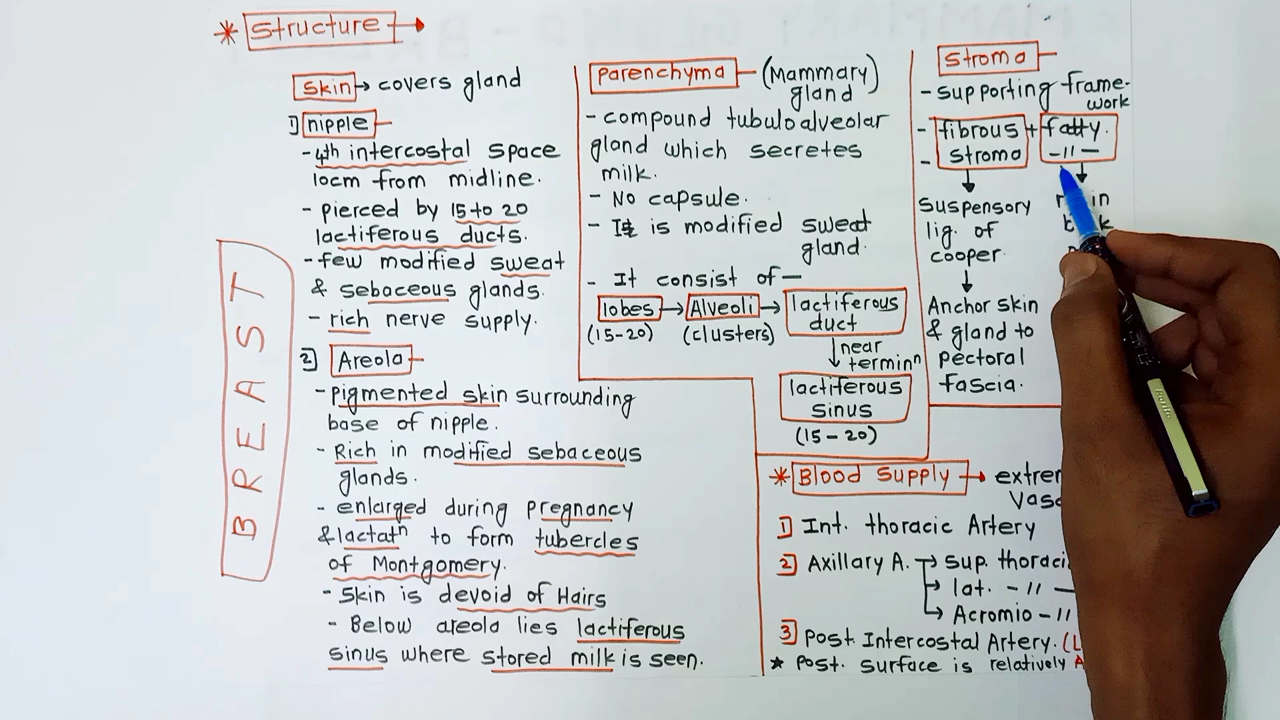 * Structure →
Skin → covers gland
1) nipple
- 4th intercostal space
10cm from midline.
- pierced by 15 to 20
lactiferous ducts.
- few modified sweat
& sebaceous glands.
- rich nerve supply.
2) Areola
- Pigmented skin surrounding
base of nipple.
- Rich in modified sebaceous
glands.
- enlarged during pregnancy
& lactatⁿ to form tubercles
of Montgomery.
- Skin is devoid of Hairs
- Below areola lies lactiferous
sinus where stored milk is seen.
BREAST
Parenchyma - (Mammary
gland)
- compound tubuloalveolar
gland which secretes
milk.
- No capsule.
- It is modified sweat
gland.
- It consist of -
lobes → Alveoli → lactiferous
duct
(15-20) (clusters)
↓ near
terminⁿ
lactiferous
sinus
(15-20)
Stroma
- supporting frame-
work
- fibrous + fatty
- stroma -11-
↓ ↓
Suspensory
lig. of
cooper.
↓
Anchor skin
& gland to
pectoral
fascia.
* Blood Supply →
1) Int. thoracic Artery
2) Axillary A. → sup.
→ lat. -11-
→ Acromio -11
3) Post Intercostal Artery.
* Post. surface is relatively